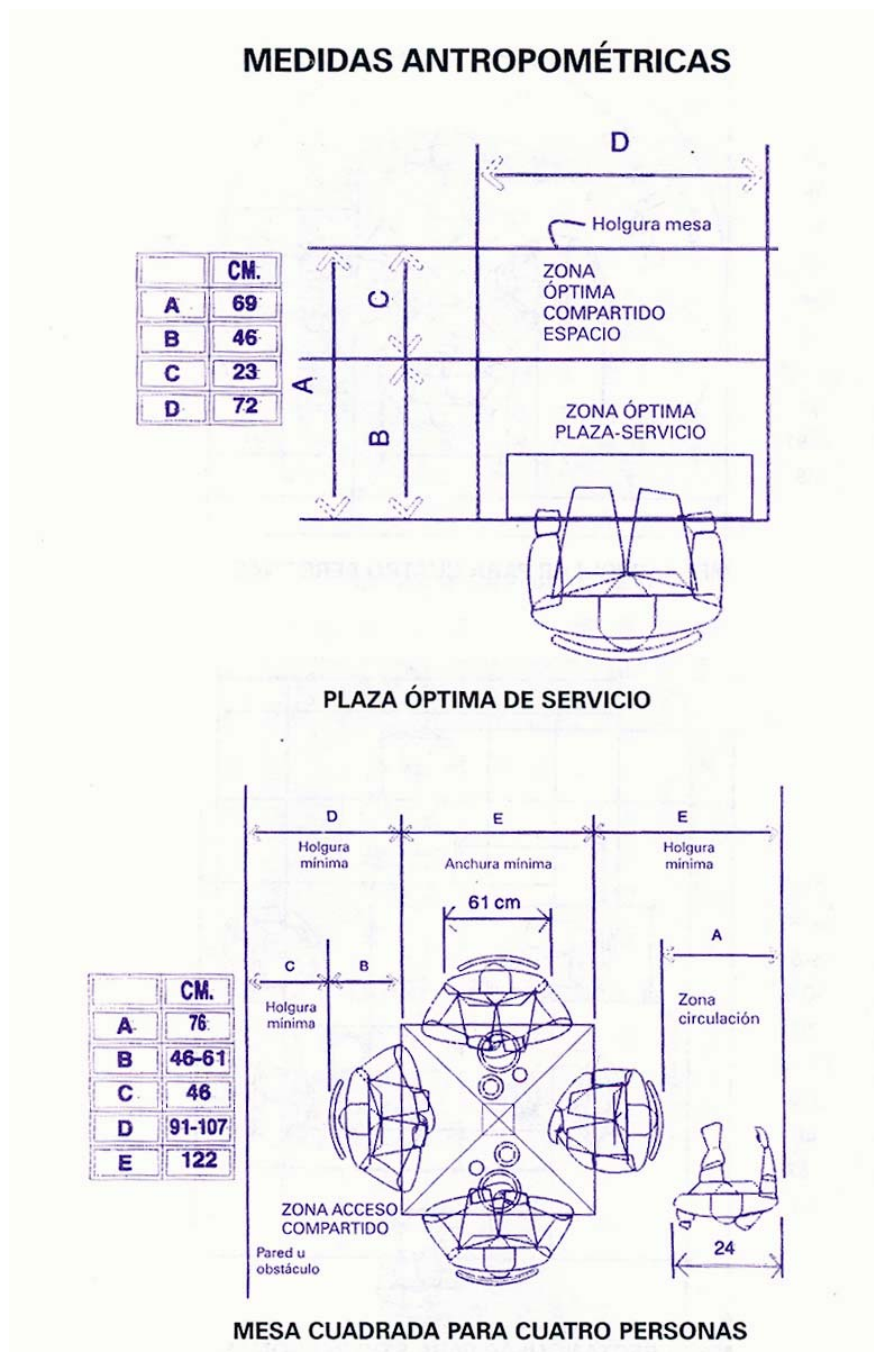 MEDIDAS ANTROPOMÉTRICAS
D
Holgura mesa
CM.
A 69
B 46
C 23
D 72
C
A
B
ZONA
ÓPTIMA
COMPARTIDO
ESPACIO
ZONA ÓPTIMA
PLAZA-SERVICIO
PLAZA ÓPTIMA DE SERVICIO
D
Holgura
mínima
E
Anchura mínima
E
Holgura
mínima
61 cm
A
Zona
circulación
C
B
Holgura
mínima
CM.
A 76
B 46-61
C 46
D 91-107
E 122
ZONA ACCESO
COMPARTIDO
Pared u
obstáculo
24
MESA CUADRADA PARA CUATRO PERSONAS